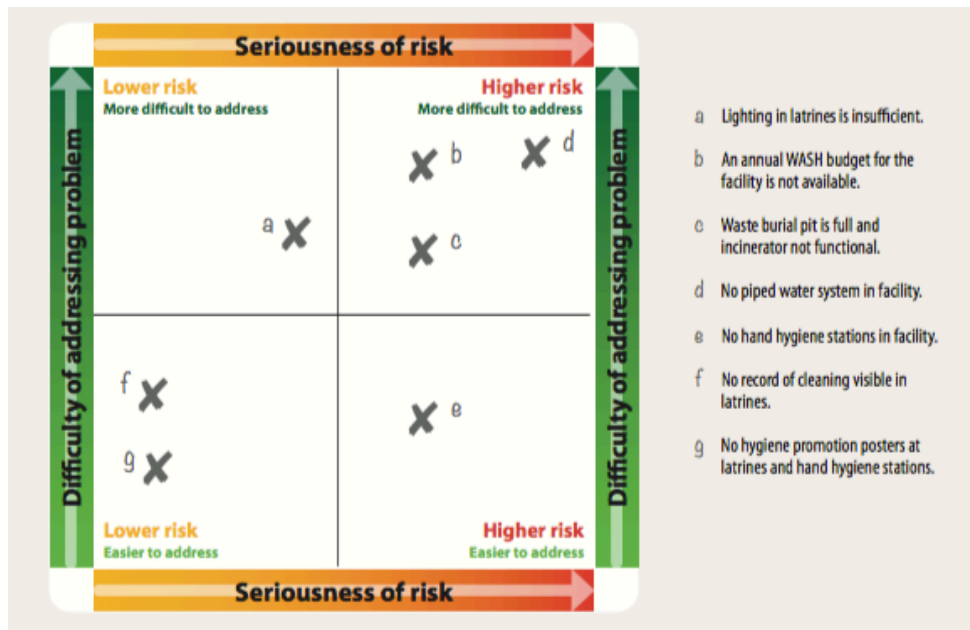 Seriousness of risk
Difficulty of addressing problem
Lower risk
More difficult to address
Higher risk
More difficult to address
Difficulty of addressing problem
b
d
a
c
f
e
g
Lower risk
Easier to address
Higher risk
Easier to address
Seriousness of risk
a Lighting in latrines is insufficient.
b An annual WASH budget for the
facility is not available.
c Waste burial pit is full and
incinerator not functional.
d No piped water system in facility.
e No hand hygiene stations in facility.
f No record of cleaning visible in
latrines.
g No hygiene promotion posters at
latrines and hand hygiene stations.